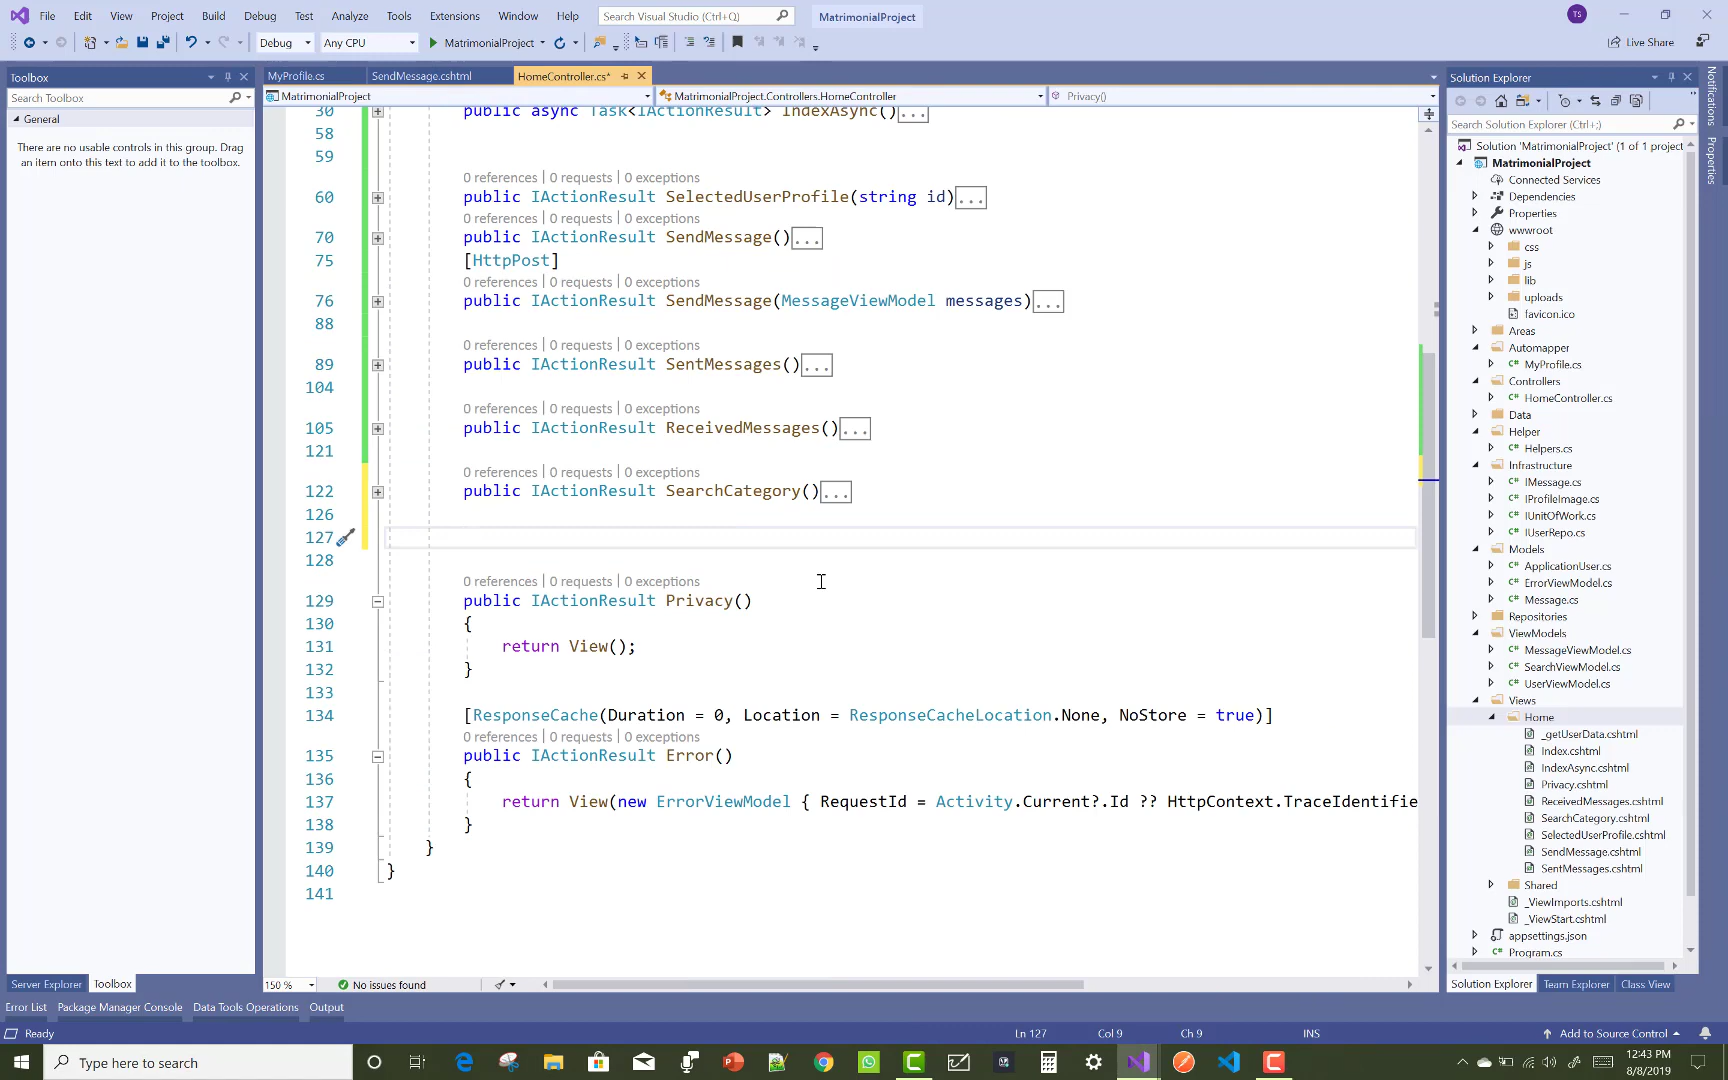 File Edit View Project Build Debug Test Analyze Tools Extensions Window Help Search Visual Studio (Ctrl+Q) MatrimonialProject TS
Debug Any CPU MatrimonialProject Live Share
Toolbox
Search Toolbox
General
There are no usable controls in this group. Drag
an item onto this text to add it to the toolbox.
Server Explorer Toolbox
MyProfile.cs SendMessage.cshtml HomeController.cs*
MatrimonialProject MatrimonialProject.Controllers.HomeController Privacy()
30 public async Task<IActionResult> IndexAsync()...
58
59
0 references | 0 requests | 0 exceptions
60 public IActionResult SelectedUserProfile(string id)...
0 references | 0 requests | 0 exceptions
70 public IActionResult SendMessage()...
75 [HttpPost]
0 references | 0 requests | 0 exceptions
76 public IActionResult SendMessage(MessageViewModel messages)...
88
0 references | 0 requests | 0 exceptions
89 public IActionResult SentMessages()...
104
0 references | 0 requests | 0 exceptions
105 public IActionResult ReceivedMessages()...
121
0 references | 0 requests | 0 exceptions
122 public IActionResult SearchCategory()...
126
127
128
0 references | 0 requests | 0 exceptions
129 public IActionResult Privacy()
130 {
131 return View();
132 }
133
134 [ResponseCache(Duration = 0, Location = ResponseCacheLocation.None, NoStore = true)]
0 references | 0 requests | 0 exceptions
135 public IActionResult Error()
136 {
137 return View(new ErrorViewModel { RequestId = Activity.Current?.Id ?? HttpContext.TraceIdentifie
138 }
139 }
140 }
141
150 % No issues found
Solution Explorer
Search Solution Explorer (Ctrl+;)
Solution 'MatrimonialProject' (1 of 1 project
MatrimonialProject
Connected Services
Dependencies
Properties
wwwroot
css
js
lib
uploads
favicon.ico
Areas
Automapper
C# MyProfile.cs
Controllers
C# HomeController.cs
Data
Helper
C# Helpers.cs
Infrastructure
C# IMessage.cs
C# IProfileImage.cs
C# IUnitOfWork.cs
C# IUserRepo.cs
Models
C# ApplicationUser.cs
C# ErrorViewModel.cs
C# Message.cs
Repositories
ViewModels
C# MessageViewModel.cs
C# SearchViewModel.cs
C# UserViewModel.cs
Views
Home
_getUserData.cshtml
Index.cshtml
IndexAsync.cshtml
Privacy.cshtml
ReceivedMessages.cshtml
SearchCategory.cshtml
SelectedUserProfile.cshtml
SendMessage.cshtml
SentMessages.cshtml
Shared
_ViewImports.cshtml
_ViewStart.cshtml
appsettings.json
C# Program.cs
Solution Explorer Team Explorer Class View
Notifications
Properties
Error List Package Manager Console Data Tools Operations Output
Ready Ln 127 Col 9 Ch 9 INS Add to Source Control
Type here to search
12:43 PM
8/8/2019